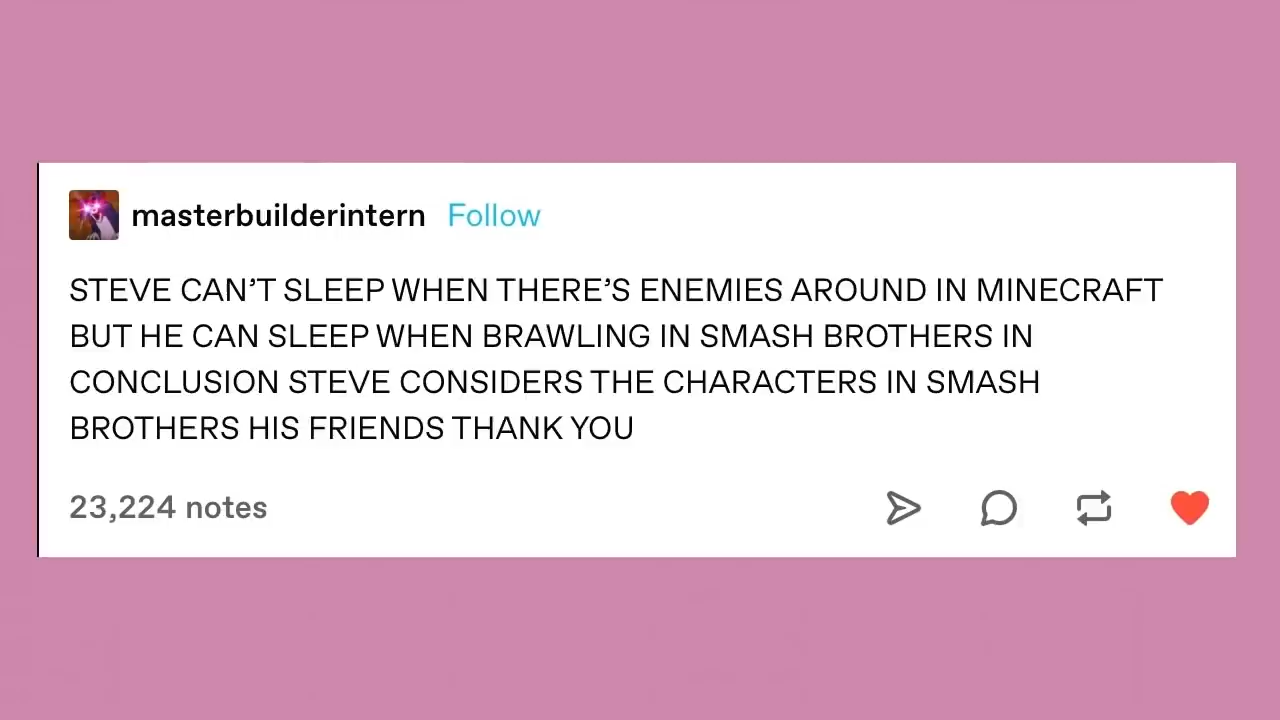 masterbuilderintern Follow
STEVE CAN’T SLEEP WHEN THERE’S ENEMIES AROUND IN MINECRAFT
BUT HE CAN SLEEP WHEN BRAWLING IN SMASH BROTHERS IN
CONCLUSION STEVE CONSIDERS THE CHARACTERS IN SMASH
BROTHERS HIS FRIENDS THANK YOU
23,224 notes